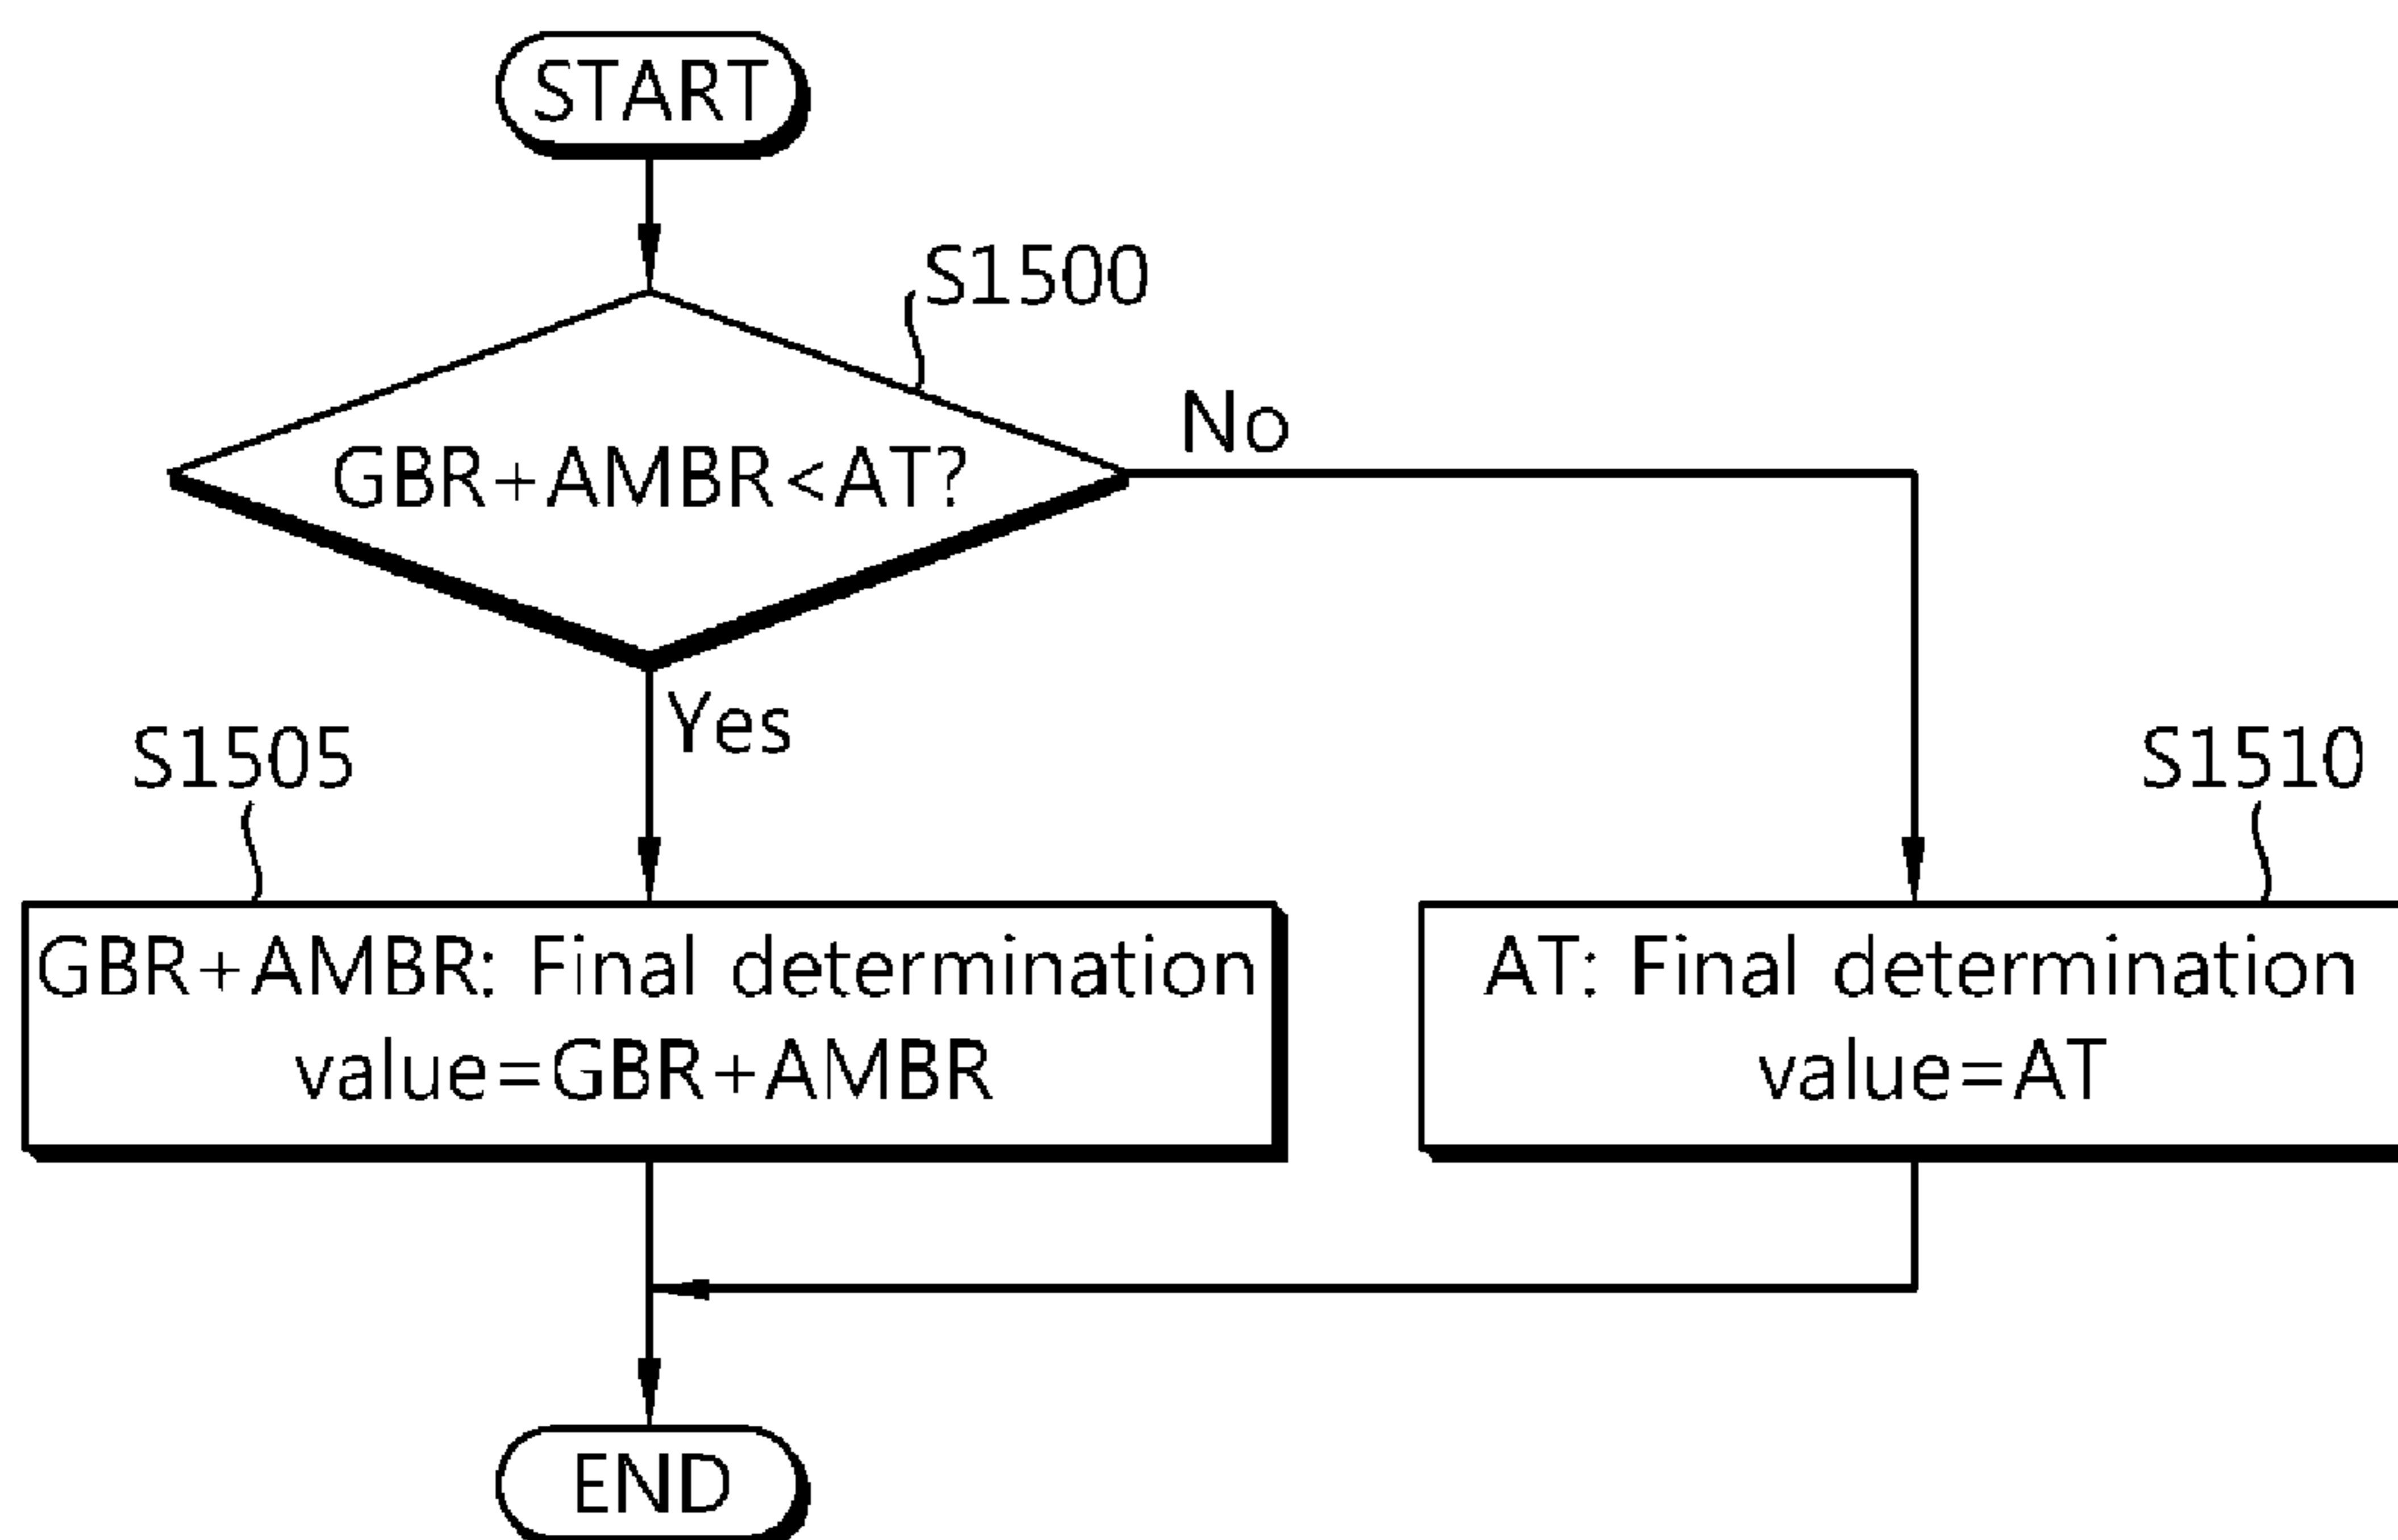 START
S1500
GBR+AMBR<AT?
No
Yes
S1505
GBR+AMBR: Final determination
value=GBR+AMBR
S1510
AT: Final determination
value=AT
END